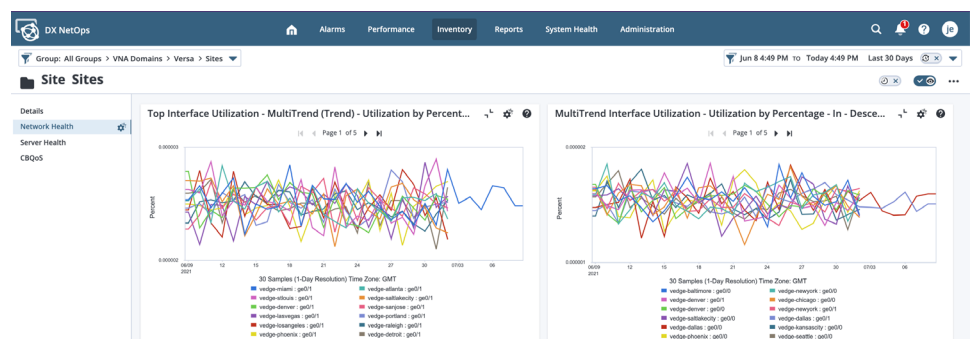 DX NetOps
Alarms
Performance
Inventory
Reports
System Health
Administration
9
?
je
Group: All Groups > VNA Domains > Versa > Sites
Jun 8 4:49 PM TO Today 4:49 PM Last 30 Days
Site Sites
Details
Network Health
Server Health
CBQoS
Top Interface Utilization - MultiTrend (Trend) - Utilization by Percent...
Page 1 of 5
0.000003
Percent
0.000002
06/09 12 15 18 21 24 27 30 07/03 06
2021
30 Samples (1-Day Resolution) Time Zone: GMT
vedge-miami : ge0/1 vedge-atlanta : ge0/1
vedge-stlouis : ge0/1 vedge-saltlakecity : ge0/1
vedge-denver : ge0/1 vedge-sanjose : ge0/1
vedge-lasvegas : ge0/1 vedge-portland : ge0/1
vedge-losangeles : ge0/1 vedge-raleigh : ge0/1
vedge-phoenix : ge0/1 vedge-detroit : ge0/1
MultiTrend Interface Utilization - Utilization by Percentage - In - Desce...
Page 1 of 5
0.000002
Percent
0.000001
06/09 12 15 18 21 24 27 30 07/03 06
2021
30 Samples (1-Day Resolution) Time Zone: GMT
vedge-baltimore : ge0/0 vedge-newyork : ge0/0
vedge-denver : ge0/1 vedge-chicago : ge0/0
vedge-denver : ge0/0 vedge-newyork : ge0/1
vedge-saltlakecity : ge0/0 vedge-dallas : ge0/1
vedge-dallas : ge0/0 vedge-kansascity : ge0/0
vedge-phoenix : ge0/0 vedge-seattle : ge0/0